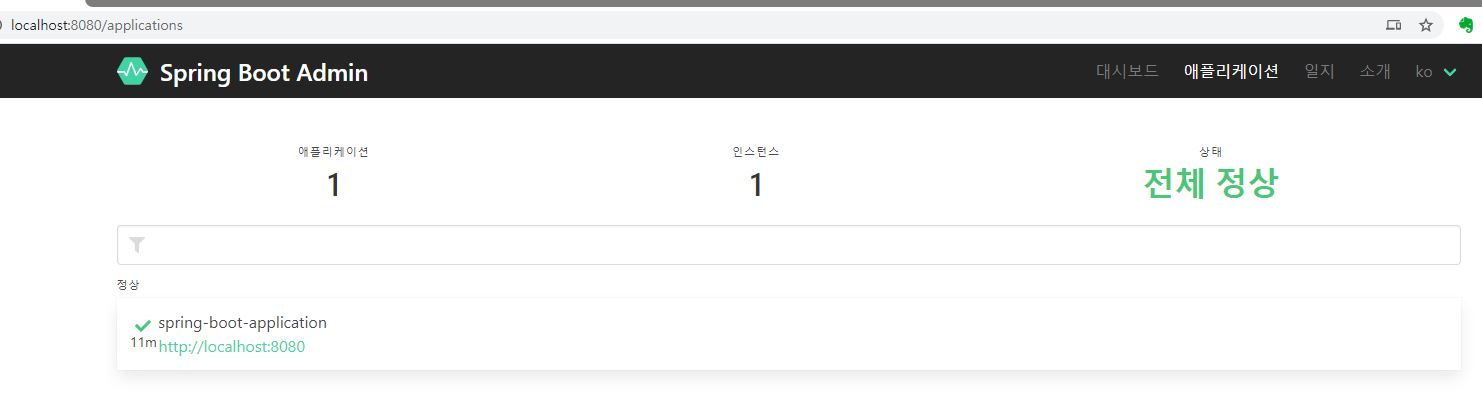 localhost:8080/applications
Spring Boot Admin 대시보드 애플리케이션 일지 소개 ko
애플리케이션 인스턴스 상태
1 1 전체 정상
정상
spring-boot-application
11m http://localhost:8080